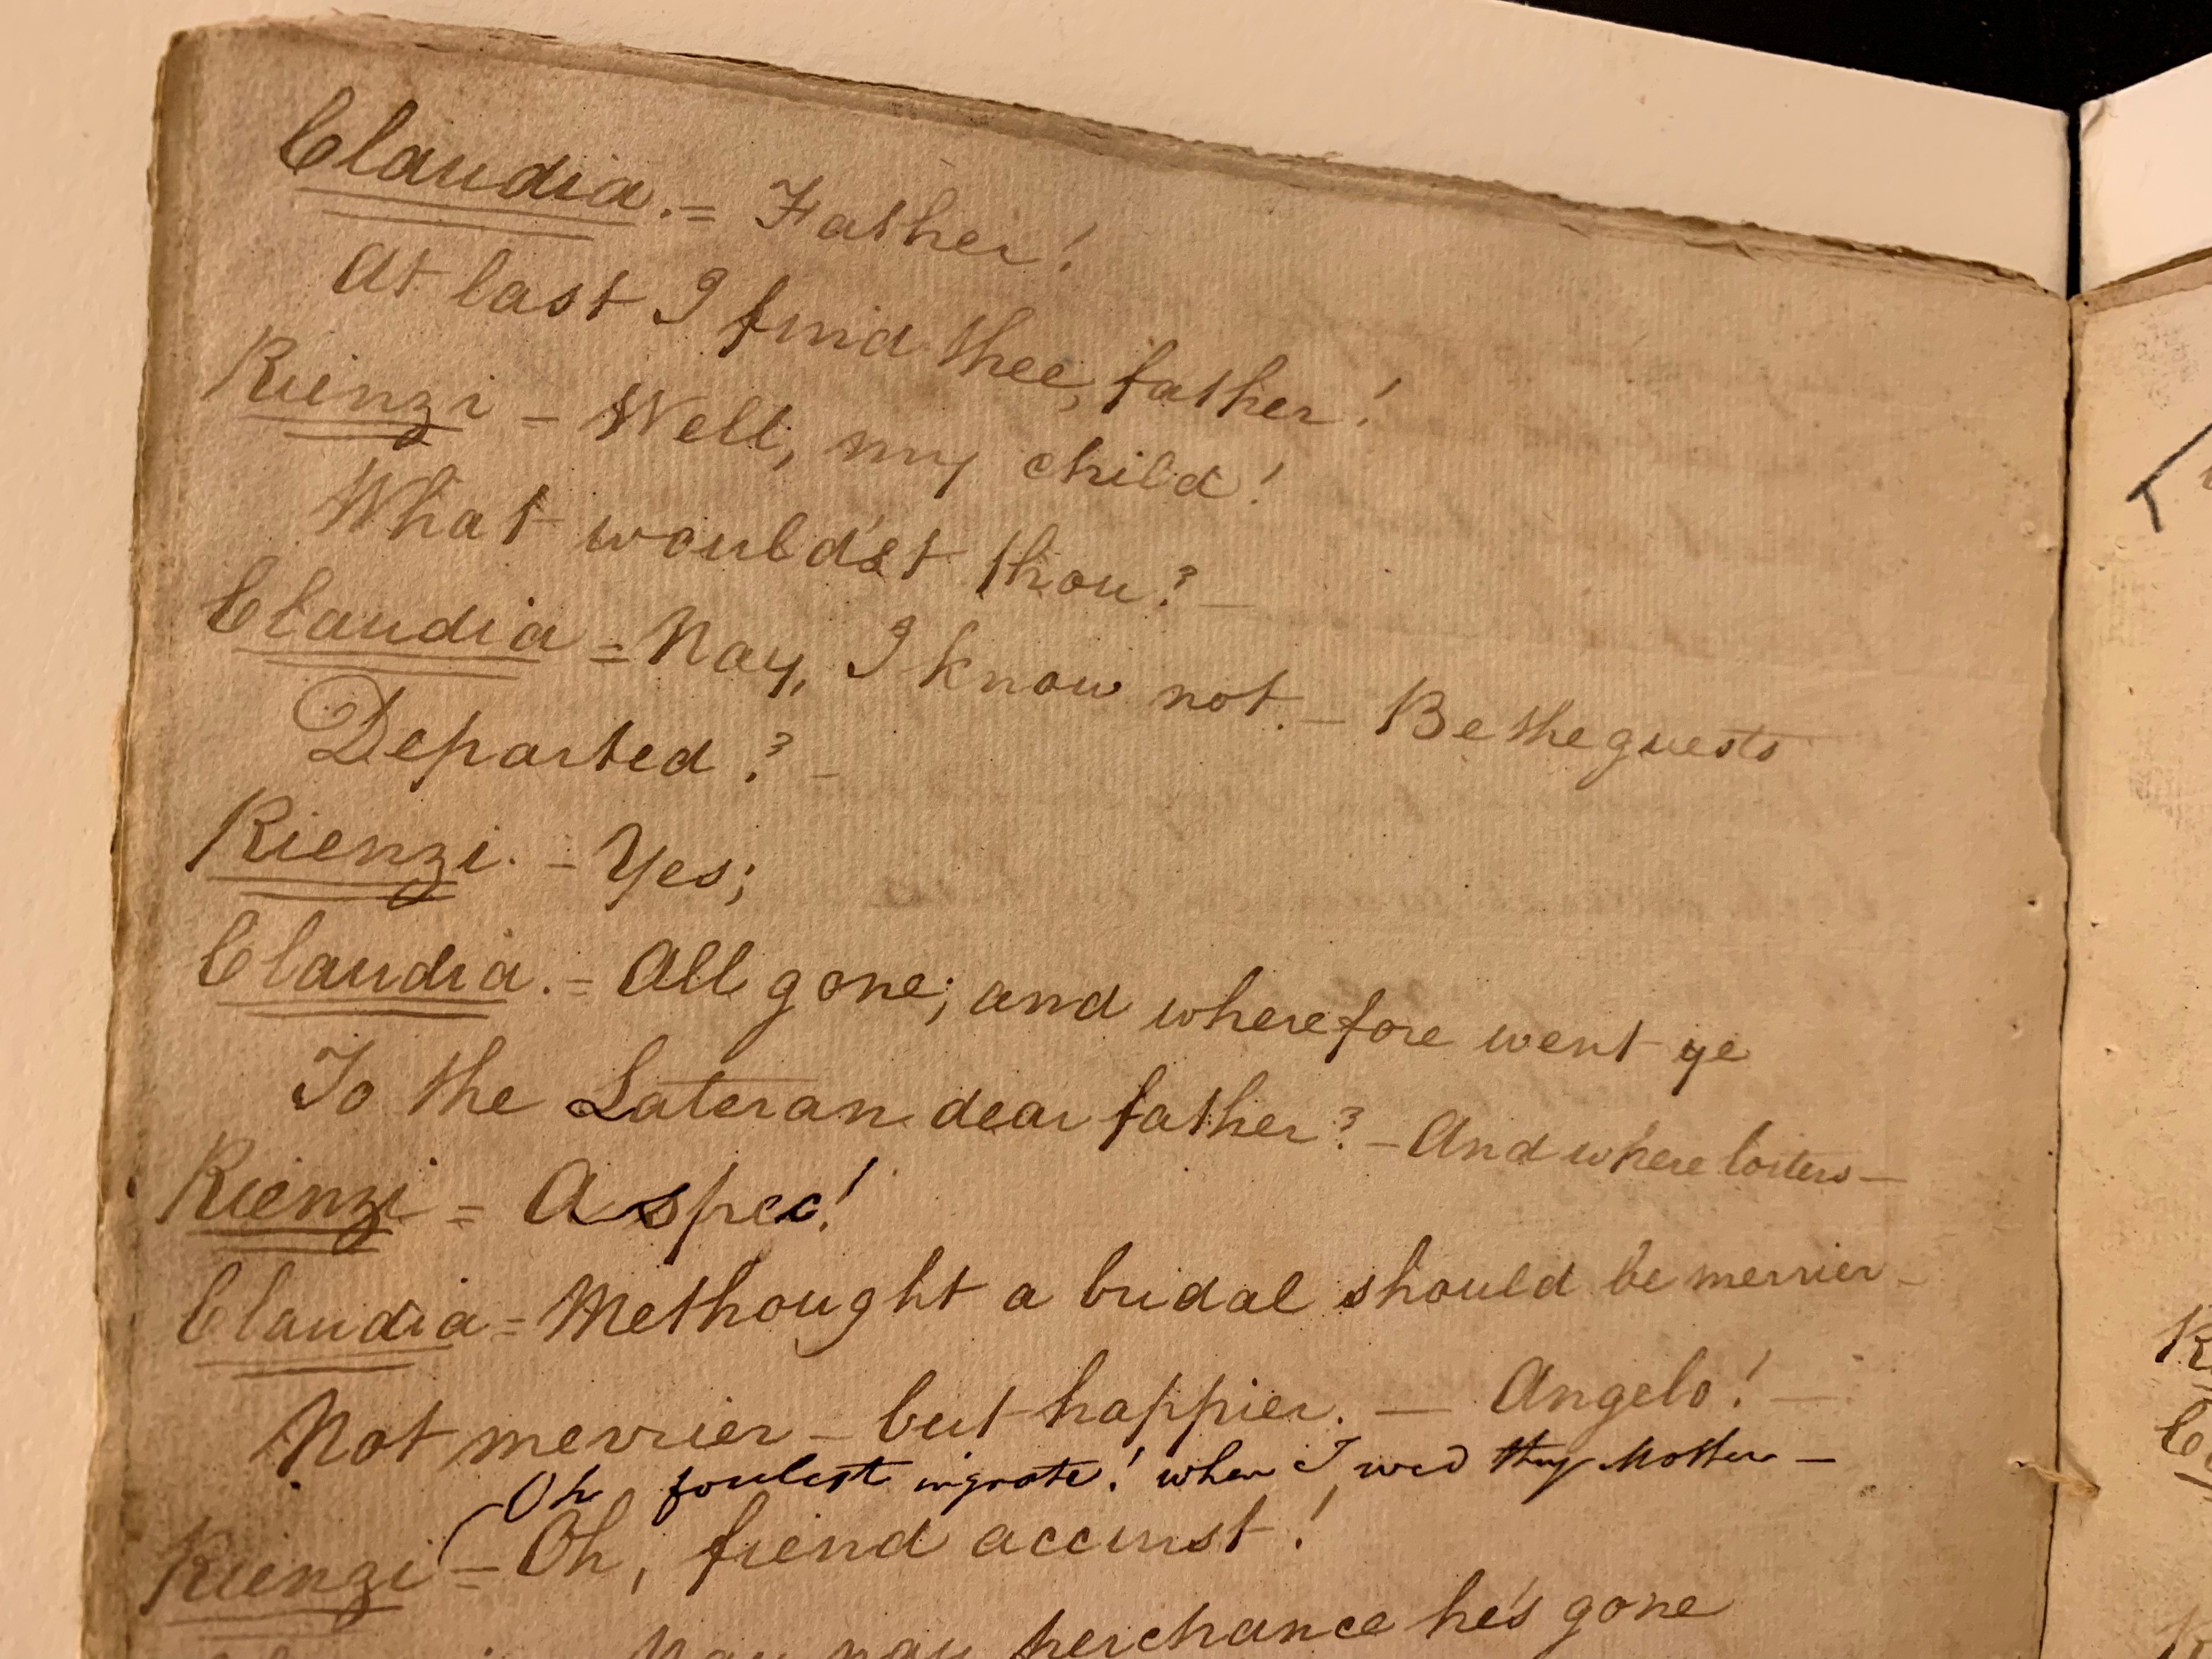 Claudia. = Father!
At last I find thee, father!
Rienzi - Well, my child!
What would'st thou? -
Claudia = Nay, I know not. - Be the guests
Departed? -
Rienzi. - Yes;
Claudia. = All gone; and wherefore went ye
To the Lateran dear father? - And where loiters -
Rienzi = A spec!
Claudia = Methought a bridal should be merrier -
Not merrier - but happier. - Angelo! -
Oh foulest ingrate! when I wed thy Mother -
Rienzi = Oh, fiend accurst!
Nay nay perchance he's gone